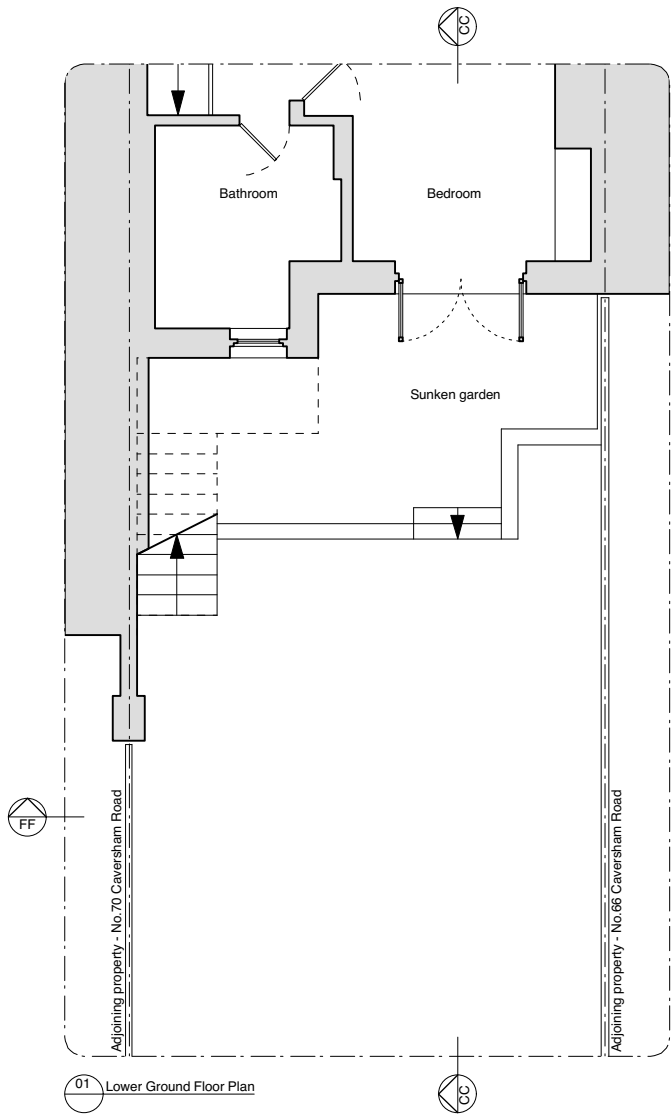 CC
Bathroom
Bedroom
Sunken garden
FF
Adjoining property - No.70 Caversham Road
Adjoining property - No.66 Caversham Road
01 Lower Ground Floor Plan
CC